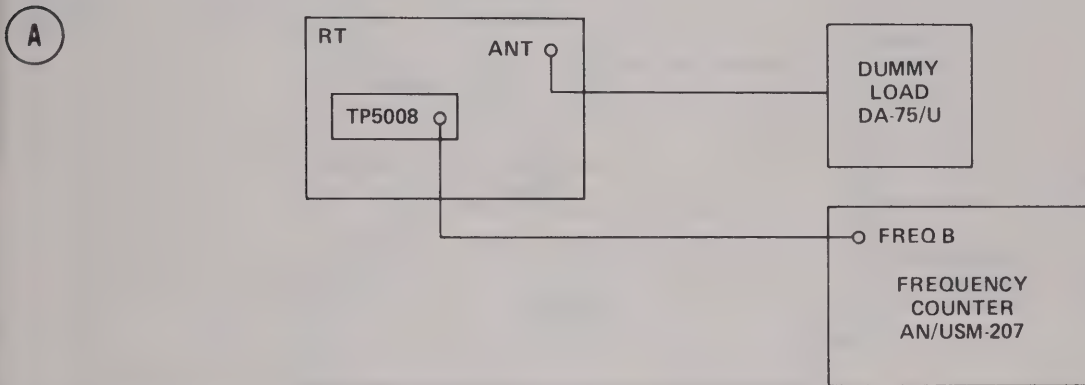 A
RT
ANT
TP5008
DUMMY
LOAD
DA-75/U
FREQ B
FREQUENCY
COUNTER
AN/USM-207